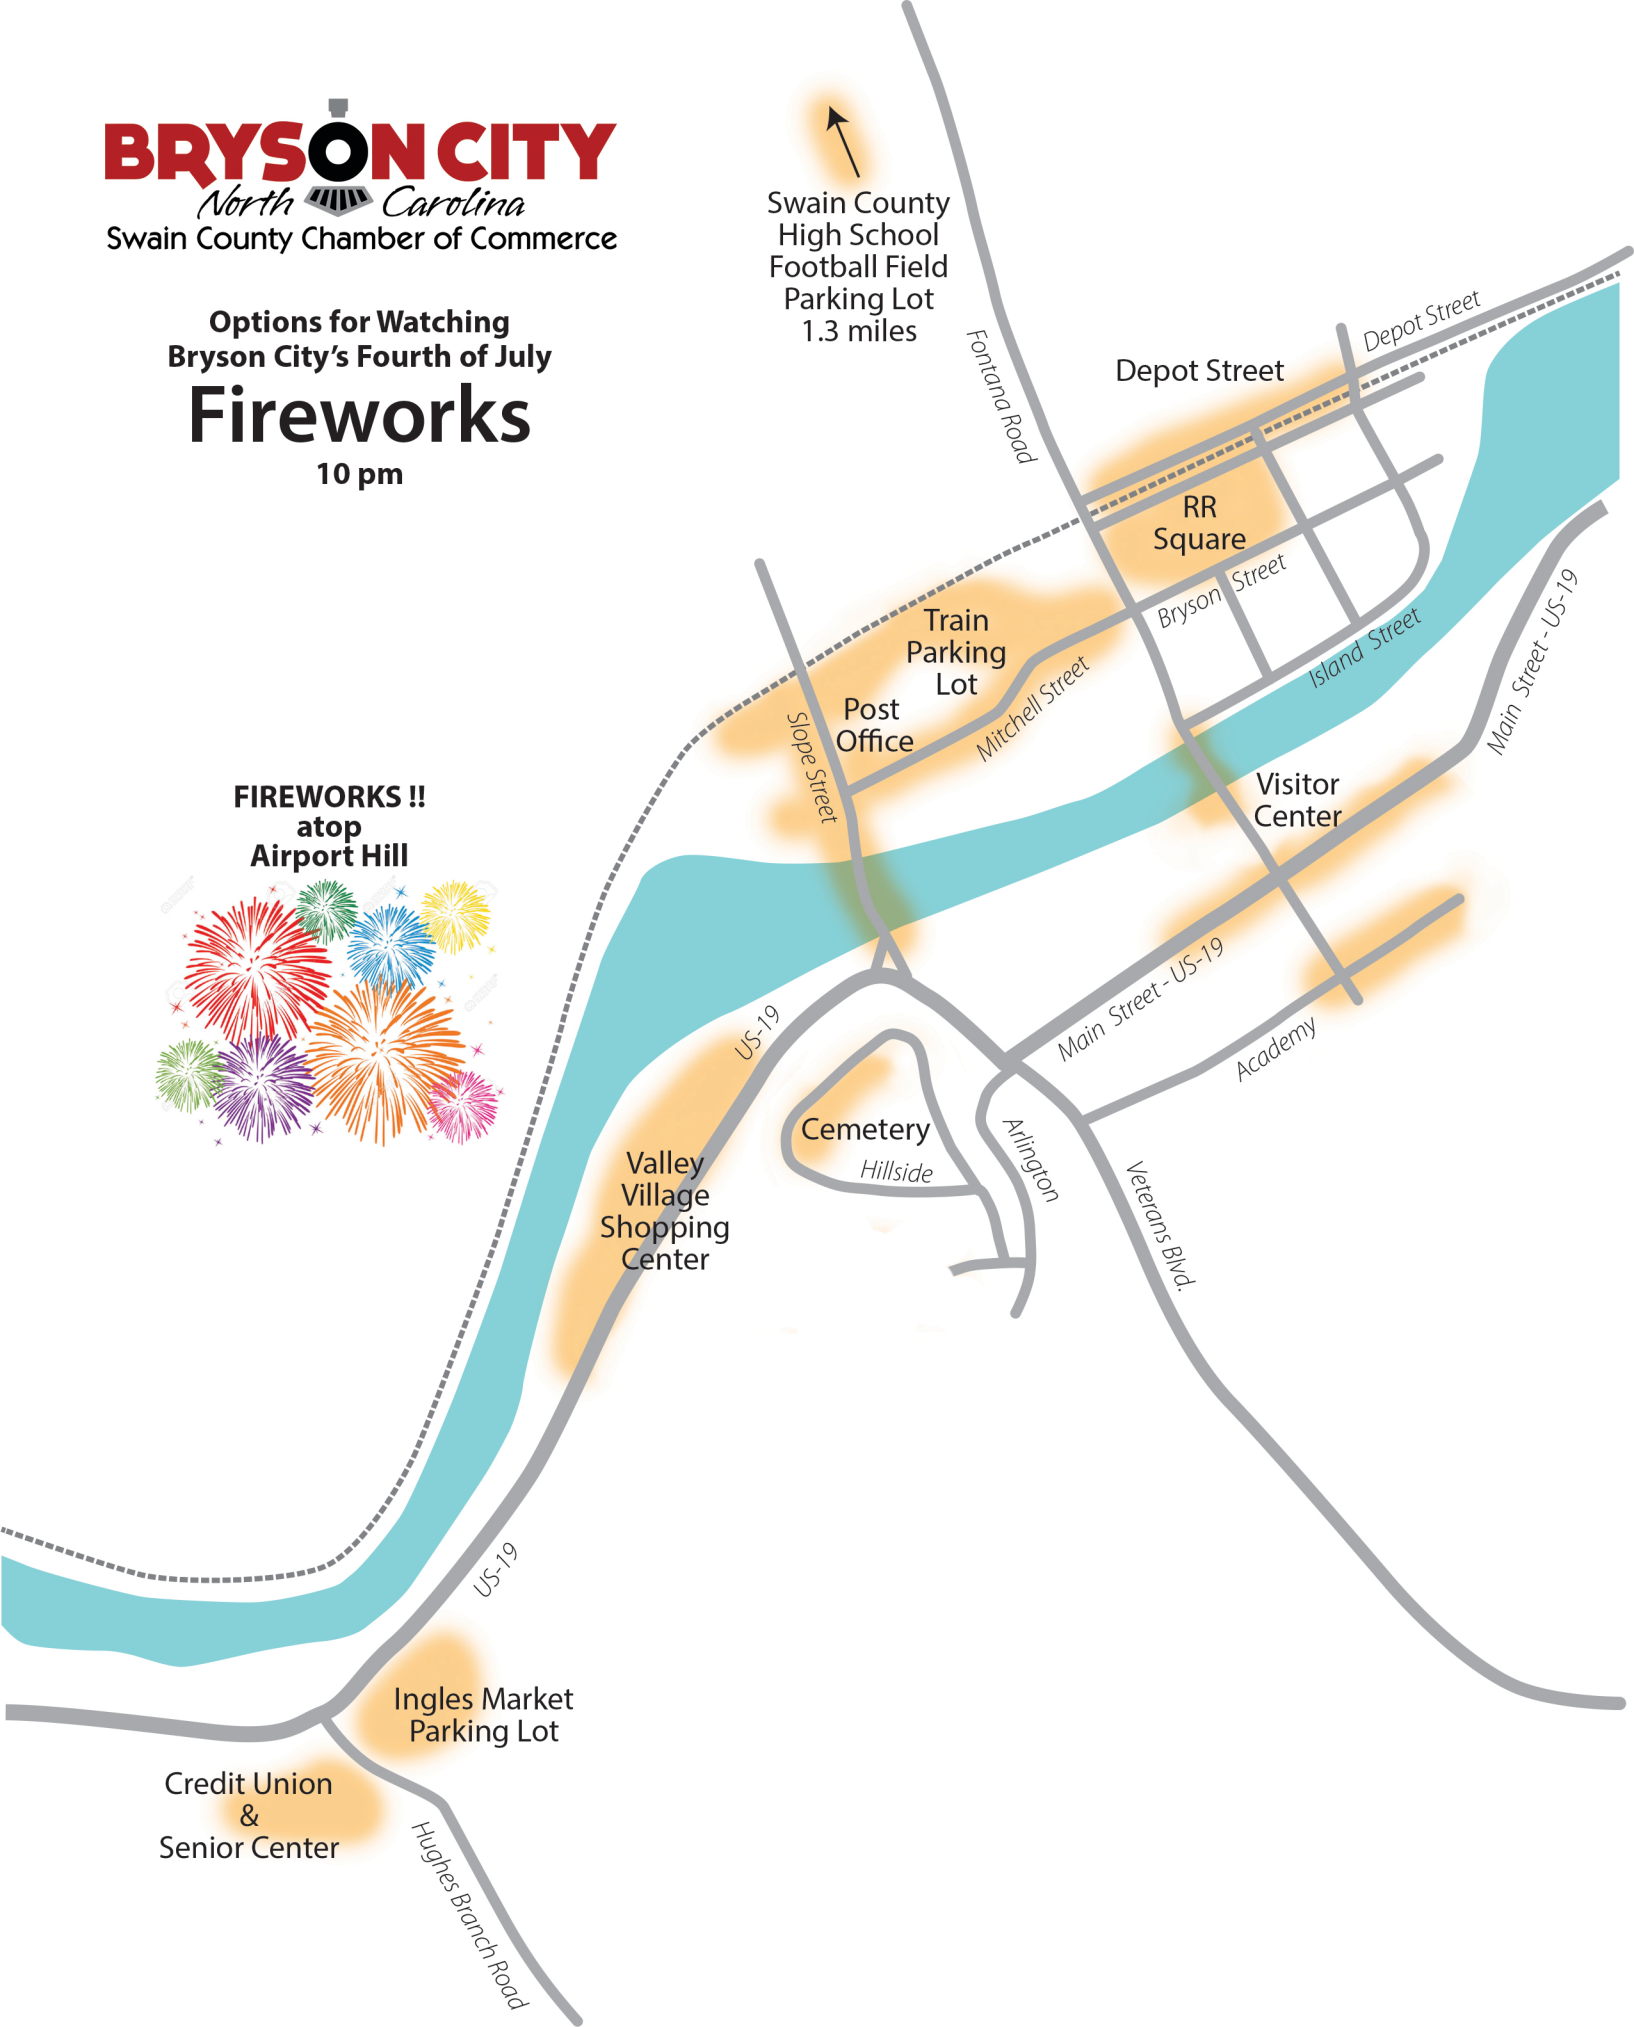 BRYSON CITY
North Carolina
Swain County Chamber of Commerce
Options for Watching
Bryson City's Fourth of July
Fireworks
10 pm
Swain County
High School
Football Field
Parking Lot
1.3 miles
Fontana Road
Depot Street
Depot Street
RR
Square
Bryson Street
Island Street
Main Street - US-19
Train
Parking
Lot
Post
Office
Mitchell Street
Slope Street
Visitor
Center
FIREWORKS !!
atop
Airport Hill
Main Street - US-19
Academy
US-19
Cemetery
Hillside
Arlington
Veterans Blvd.
Valley
Village
Shopping
Center
US-19
Ingles Market
Parking Lot
Credit Union
&
Senior Center
Hughes Branch Road